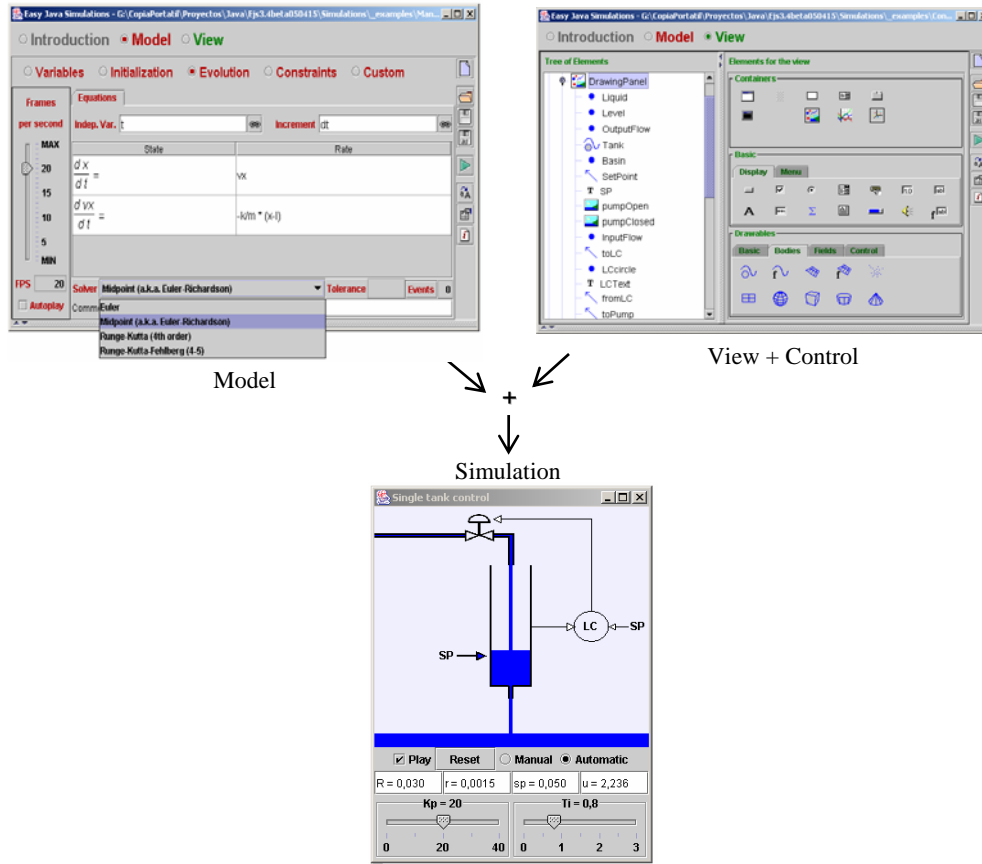 Easy Java Simulations - G:\CopiaPortatil\Proyectos\Java\Ejs3.4beta050415\Simulations\_examples\Man...
Introduction Model View
Variables Initialization Evolution Constraints Custom
Frames
per second
MAX
20
15
10
5
MIN
FPS 20
Autoplay
Equations
Indep. Var. t Increment dt
State Rate
d x
d t = vx
d vx
d t = -k/m * (x-l)
Solver Midpoint (a.k.a. Euler-Richardson) Tolerance Events 0
Comme
Euler
Midpoint (a.k.a. Euler-Richardson)
Runge-Kutta (4th order)
Runge-Kutta-Fehlberg (4-5)
Model
Easy Java Simulations - G:\CopiaPortatil\Proyectos\Java\Ejs3.4beta050415\Simulations\_examples\Con...
Introduction Model View
Tree of Elements
DrawingPanel
Liquid
Level
OutputFlow
Tank
Basin
SetPoint
T SP
pumpOpen
pumpClosed
InputFlow
toLC
LCcircle
T LCText
fromLC
toPump
Elements for the view
Containers
Basic
Display Menu
Drawables
Basic Bodies Fields Control
View + Control
+
Simulation
Single tank control
LC
SP
SP
Play Reset Manual Automatic
R = 0,030 r = 0,0015 sp = 0,050 u = 2,236
Kp = 20 Ti = 0,8
0 20 40 0 1 2 3